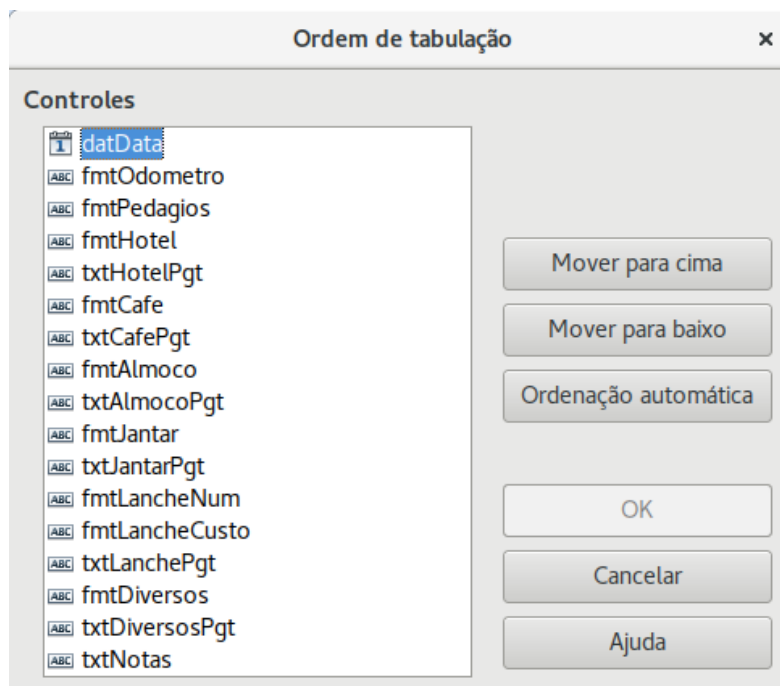 Ordem de tabulação
Controles
datData
fmtOdometro
fmtPedagios
fmtHotel
txtHotelPgt
fmtCafe
txtCafePgt
fmtAlmoco
txtAlmocoPgt
fmtJantar
txtJantarPgt
fmtLancheNum
fmtLancheCusto
txtLanchePgt
fmtDiversos
txtDiversosPgt
txtNotas
Mover para cima
Mover para baixo
Ordenação automática
OK
Cancelar
Ajuda